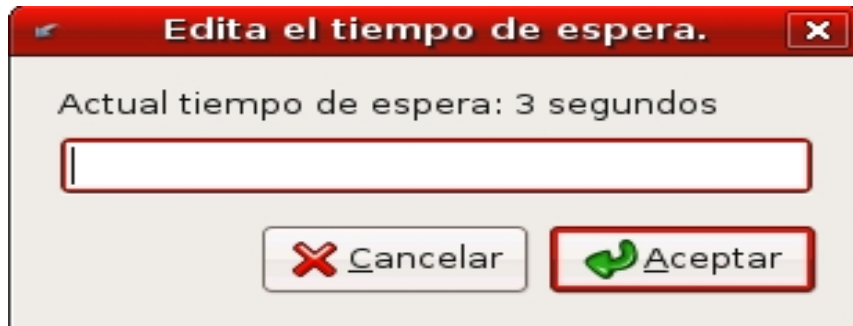 Edita el tiempo de espera.
Actual tiempo de espera: 3 segundos
Cancelar
Aceptar